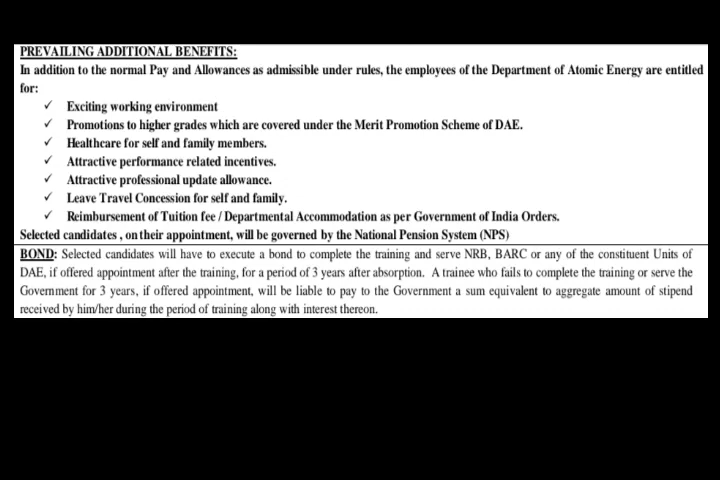 PREVAILING ADDITIONAL BENEFITS:
In addition to the normal Pay and Allowances as admissible under rules, the employees of the Department of Atomic Energy are entitled
for:
✓ Exciting working environment
✓ Promotions to higher grades which are covered under the Merit Promotion Scheme of DAE.
✓ Healthcare for self and family members.
✓ Attractive performance related incentives.
✓ Attractive professional update allowance.
✓ Leave Travel Concession for self and family.
✓ Reimbursement of Tuition fee / Departmental Accommodation as per Government of India Orders.
Selected candidates , on their appointment, will be governed by the National Pension System (NPS)
BOND: Selected candidates will have to execute a bond to complete the training and serve NRB, BARC or any of the constituent Units of
DAE, if offered appointment after the training, for a period of 3 years after absorption. A trainee who fails to complete the training or serve the
Government for 3 years, if offered appointment, will be liable to pay to the Government a sum equivalent to aggregate amount of stipend
received by him/her during the period of training along with interest thereon.